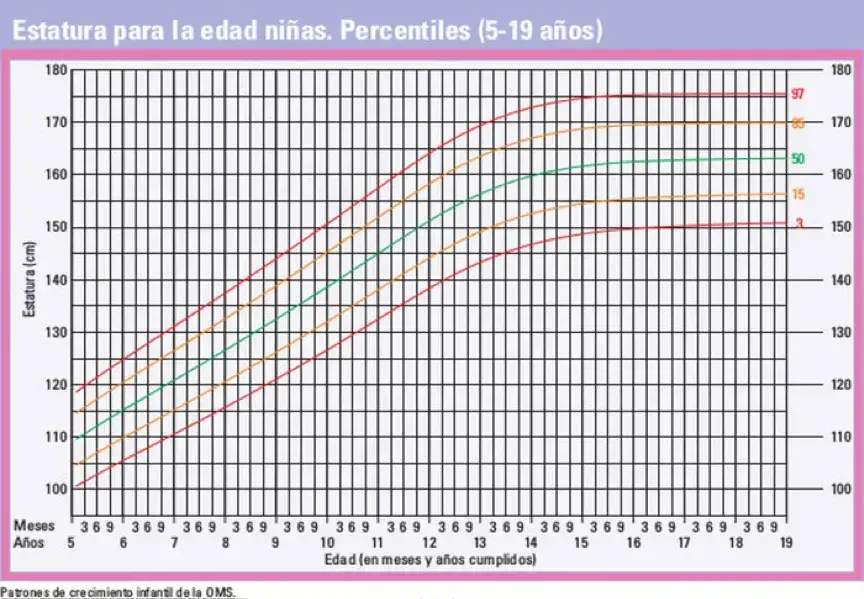 Estatura para la edad niñas. Percentiles (5-19 años)
180 180
97
170 85 170
50
160 160
15
150 3 150
140 140
130 130
120 120
110 110
100 100
Estatura (cm)
Meses 3 6 9 3 6 9 3 6 9 3 6 9 3 6 9 3 6 9 3 6 9 3 6 9 3 6 9 3 6 9 3 6 9 3 6 9 3 6 9 3 6 9
Años 5 6 7 8 9 10 11 12 13 14 15 16 17 18 19
Edad (en meses y años cumplidos)
Patrones de crecimiento infantil de la OMS.